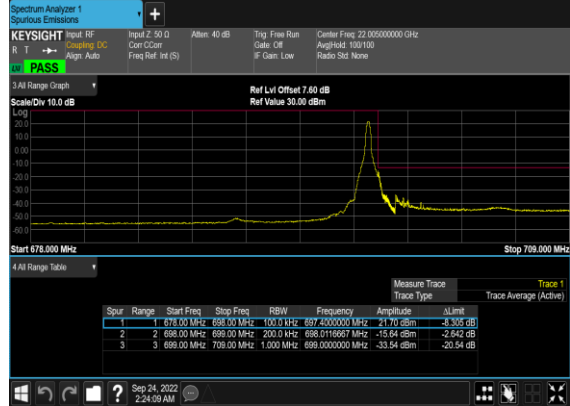 Spectrum Analyzer 1
Spurious Emissions
KEYSIGHT Input: RF Input Z: 50 Ω Atten: 40 dB Trig: Free Run Center Freq: 22.005000000 GHz
R T Coupling: DC Corr CCorr Gate: Off Avg|Hold: 100/100
Align: Auto Freq Ref: Int (S) IF Gain: Low Radio Std: None
PASS
3 All Range Graph
Ref Lvl Offset 7.60 dB
Scale/Div 10.0 dB Ref Value 30.00 dBm
Log
20.0
10.0
0.00
-10.0
-20.0
-30.0
-40.0
-50.0
-60.0
Start 678.000 MHz Stop 709.000 MHz
4 All Range Table
Measure Trace Trace 1
Trace Type Trace Average (Active)
Spur Range Start Freq Stop Freq RBW Frequency Amplitude ΔLimit
1 1 678.00 MHz 698.00 MHz 100.0 kHz 697.4000000 MHz 21.70 dBm -8.305 dB
2 2 698.00 MHz 699.00 MHz 200.0 kHz 698.0116667 MHz -15.64 dBm -2.642 dB
3 3 699.00 MHz 709.00 MHz 1.000 MHz 699.0000000 MHz -33.54 dBm -20.54 dB
? Sep 24, 2022
2:24:09 AM